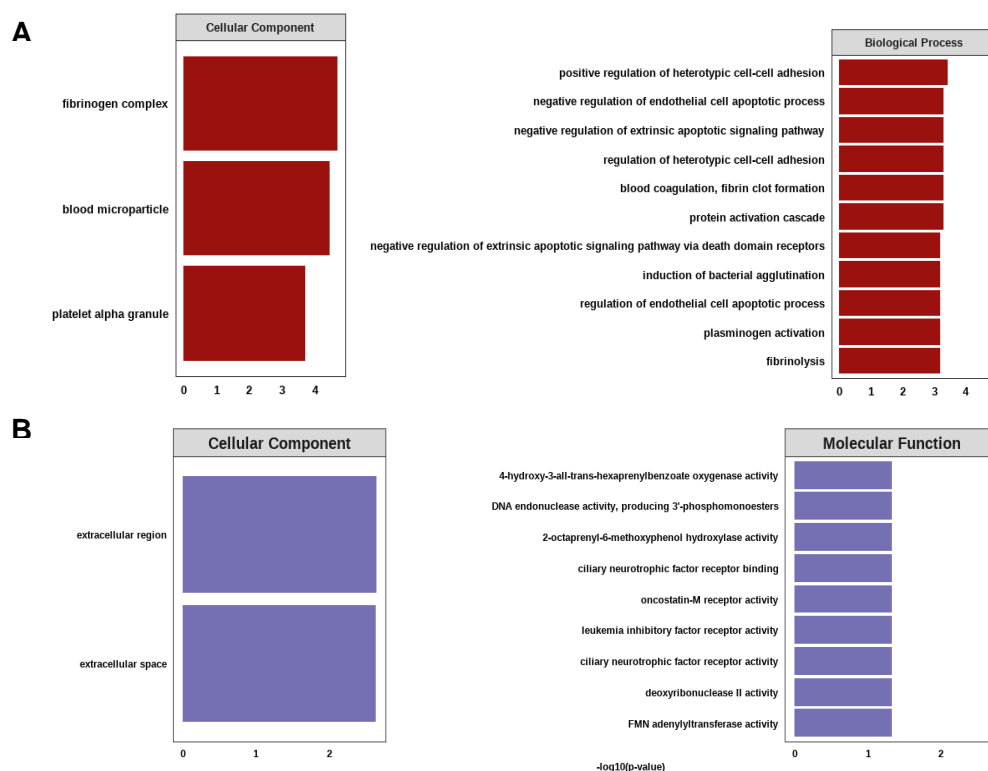 A
Cellular Component
fibrinogen complex
blood microparticle
platelet alpha granule
0 1 2 3 4
Biological Process
positive regulation of heterotypic cell-cell adhesion
negative regulation of endothelial cell apoptotic process
negative regulation of extrinsic apoptotic signaling pathway
regulation of heterotypic cell-cell adhesion
blood coagulation, fibrin clot formation
protein activation cascade
negative regulation of extrinsic apoptotic signaling pathway via death domain receptors
induction of bacterial agglutination
regulation of endothelial cell apoptotic process
plasminogen activation
fibrinolysis
0 1 2 3 4
B
Cellular Component
extracellular region
extracellular space
0 1 2
Molecular Function
4-hydroxy-3-all-trans-hexaprenylbenzoate oxygenase activity
DNA endonuclease activity, producing 3'-phosphomonoesters
2-octaprenyl-6-methoxyphenol hydroxylase activity
ciliary neurotrophic factor receptor binding
oncostatin-M receptor activity
leukemia inhibitory factor receptor activity
ciliary neurotrophic factor receptor activity
deoxyribonuclease II activity
FMN adenylyltransferase activity
0 1 2
-log10(p-value)